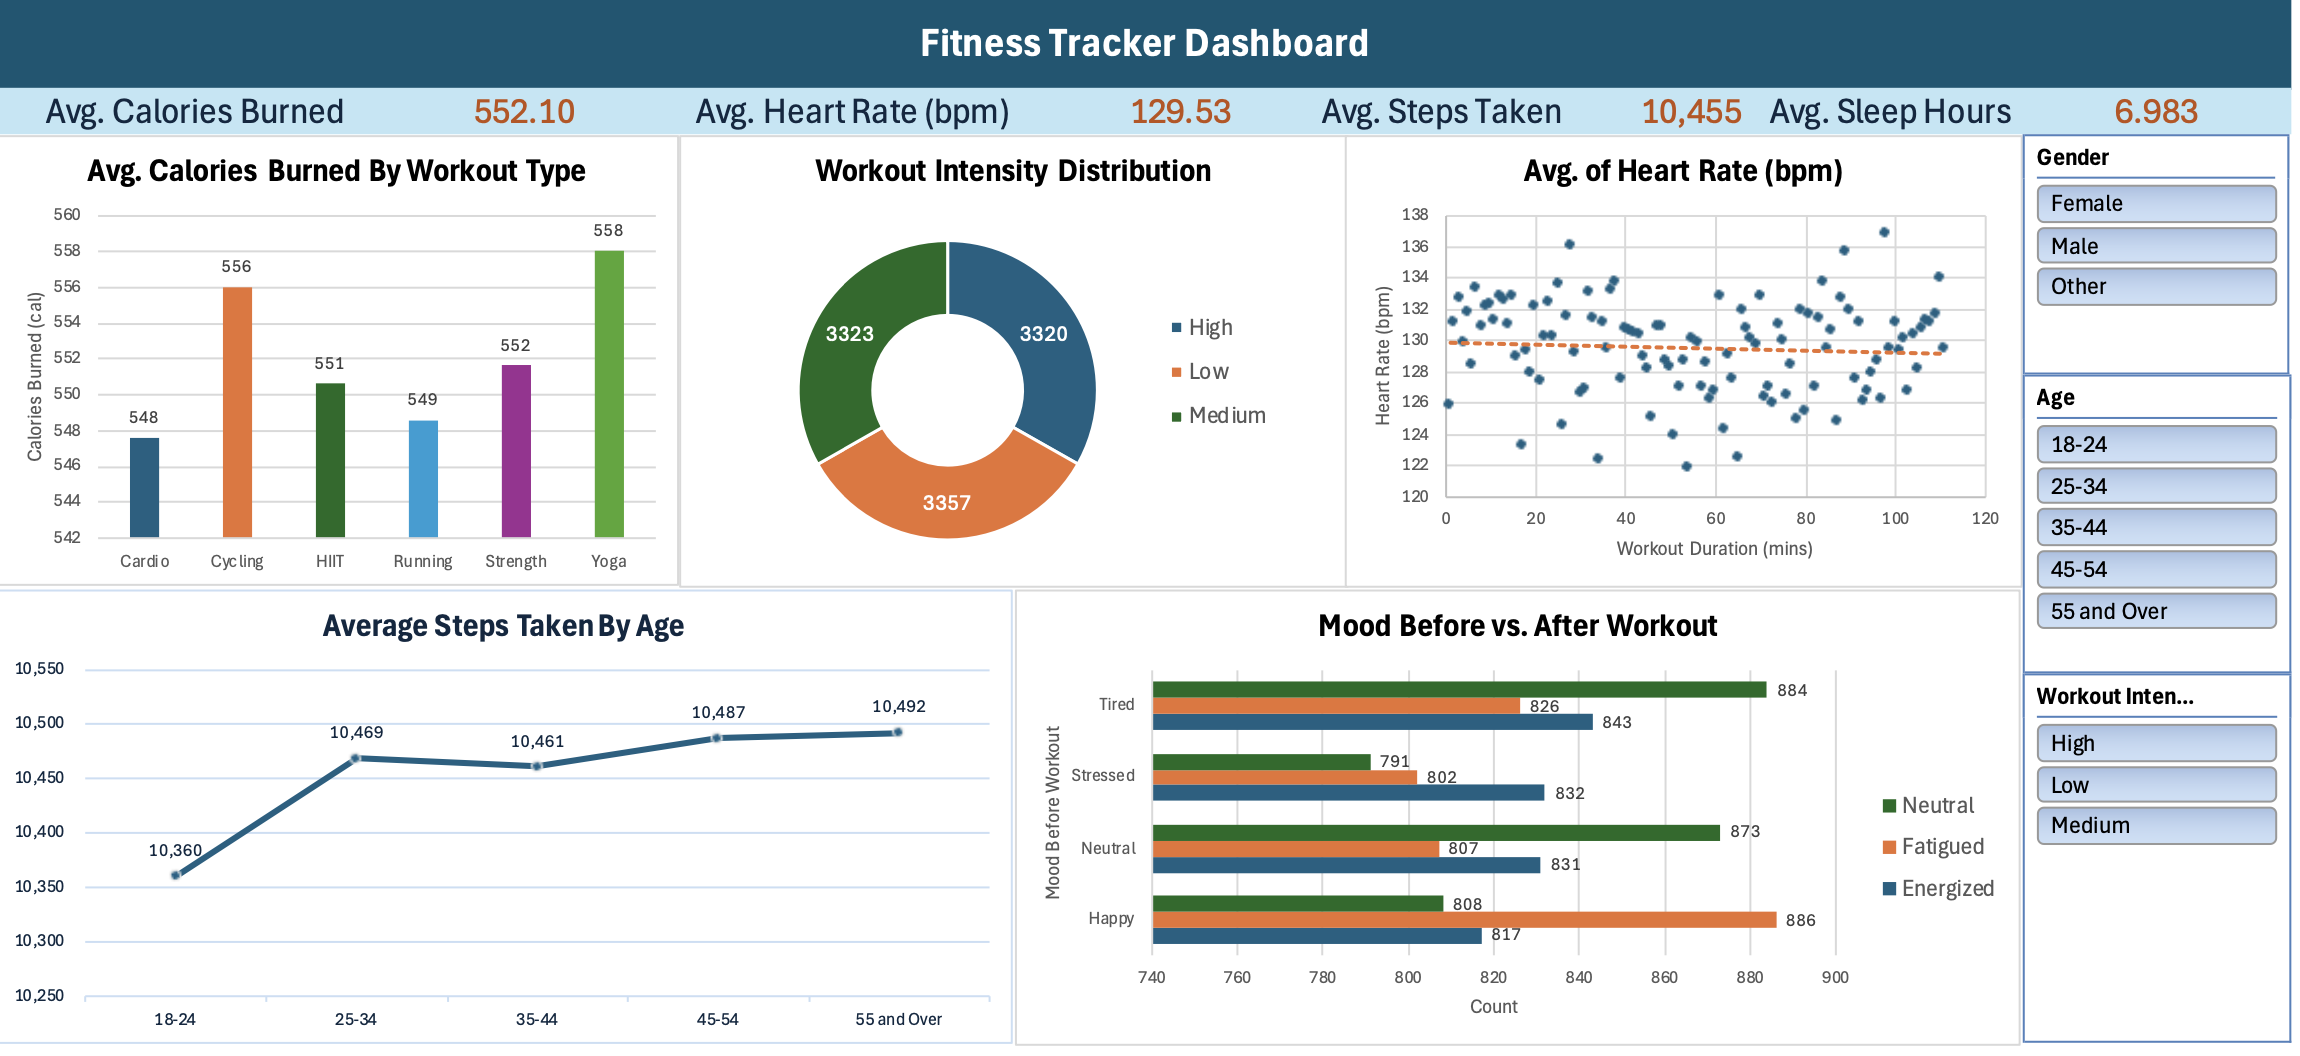 Fitness Tracker Dashboard
Avg. Calories Burned 552.10 Avg. Heart Rate (bpm) 129.53 Avg. Steps Taken 10,455 Avg. Sleep Hours 6.983
Avg. Calories Burned By Workout Type
560
558
556
554
552
550
548
546
544
542
Calories Burned (cal)
548
556
551
549
552
558
Cardio Cycling HIIT Running Strength Yoga
Workout Intensity Distribution
3323
3320
3357
High
Low
Medium
Avg. of Heart Rate (bpm)
138
136
134
132
130
128
126
124
122
120
Heart Rate (bpm)
0 20 40 60 80 100 120
Workout Duration (mins)
Gender
Female
Male
Other
Age
18-24
25-34
35-44
45-54
55 and Over
Workout Inten...
High
Low
Medium
Average Steps Taken By Age
10,550
10,500
10,450
10,400
10,350
10,300
10,250
10,360
10,469
10,461
10,487
10,492
18-24 25-34 35-44 45-54 55 and Over
Mood Before vs. After Workout
Mood Before Workout
Tired
884
826
843
Stressed
791
802
832
Neutral
873
807
831
Happy
808
886
817
740 760 780 800 820 840 860 880 900
Count
Neutral
Fatigued
Energized